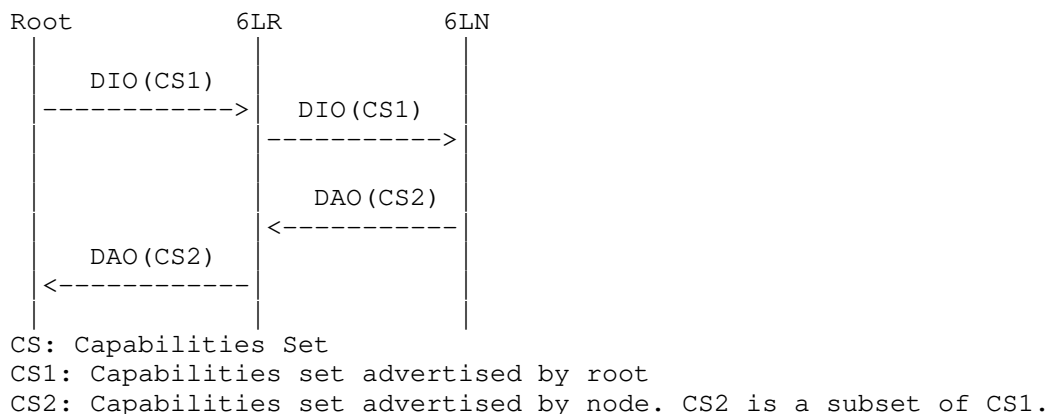 Root 6LR 6LN
DIO(CS1)
DIO(CS1)
DAO(CS2)
DAO(CS2)
CS: Capabilities Set
CS1: Capabilities set advertised by root
CS2: Capabilities set advertised by node. CS2 is a subset of CS1.